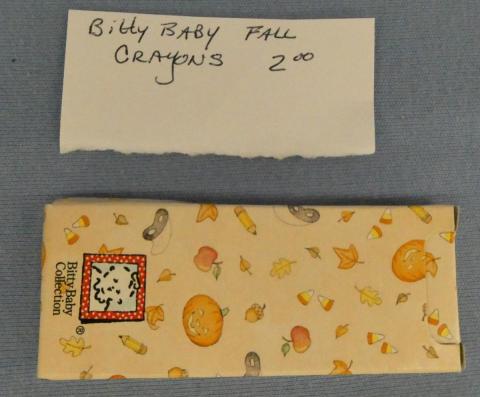 Bitty BABY FALL
CRAYONS 2.00
Bitty Baby
Collection®